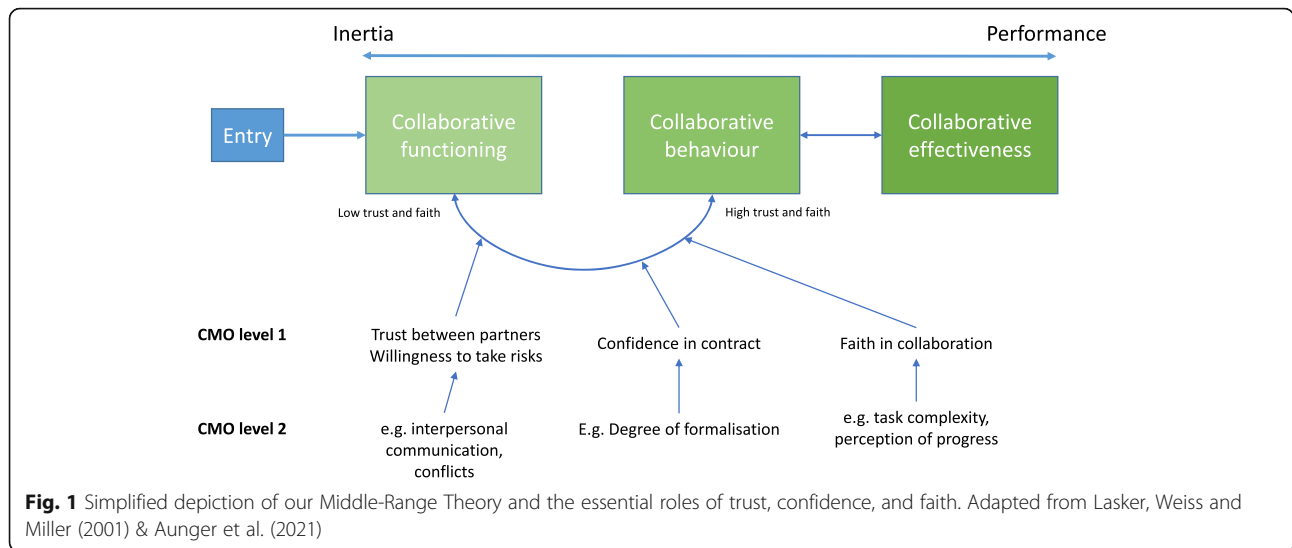 Inertia
Performance
Entry
Collaborative
functioning
Collaborative
behaviour
Collaborative
effectiveness
Low trust and faith
High trust and faith
CMO level 1
Trust between partners
Willingness to take risks
Confidence in contract
Faith in collaboration
CMO level 2
e.g. interpersonal
communication,
conflicts
E.g. Degree of formalisation
e.g. task complexity,
perception of progress
Fig. 1 Simplified depiction of our Middle-Range Theory and the essential roles of trust, confidence, and faith. Adapted from Lasker, Weiss and
Miller (2001) & Aunger et al. (2021)